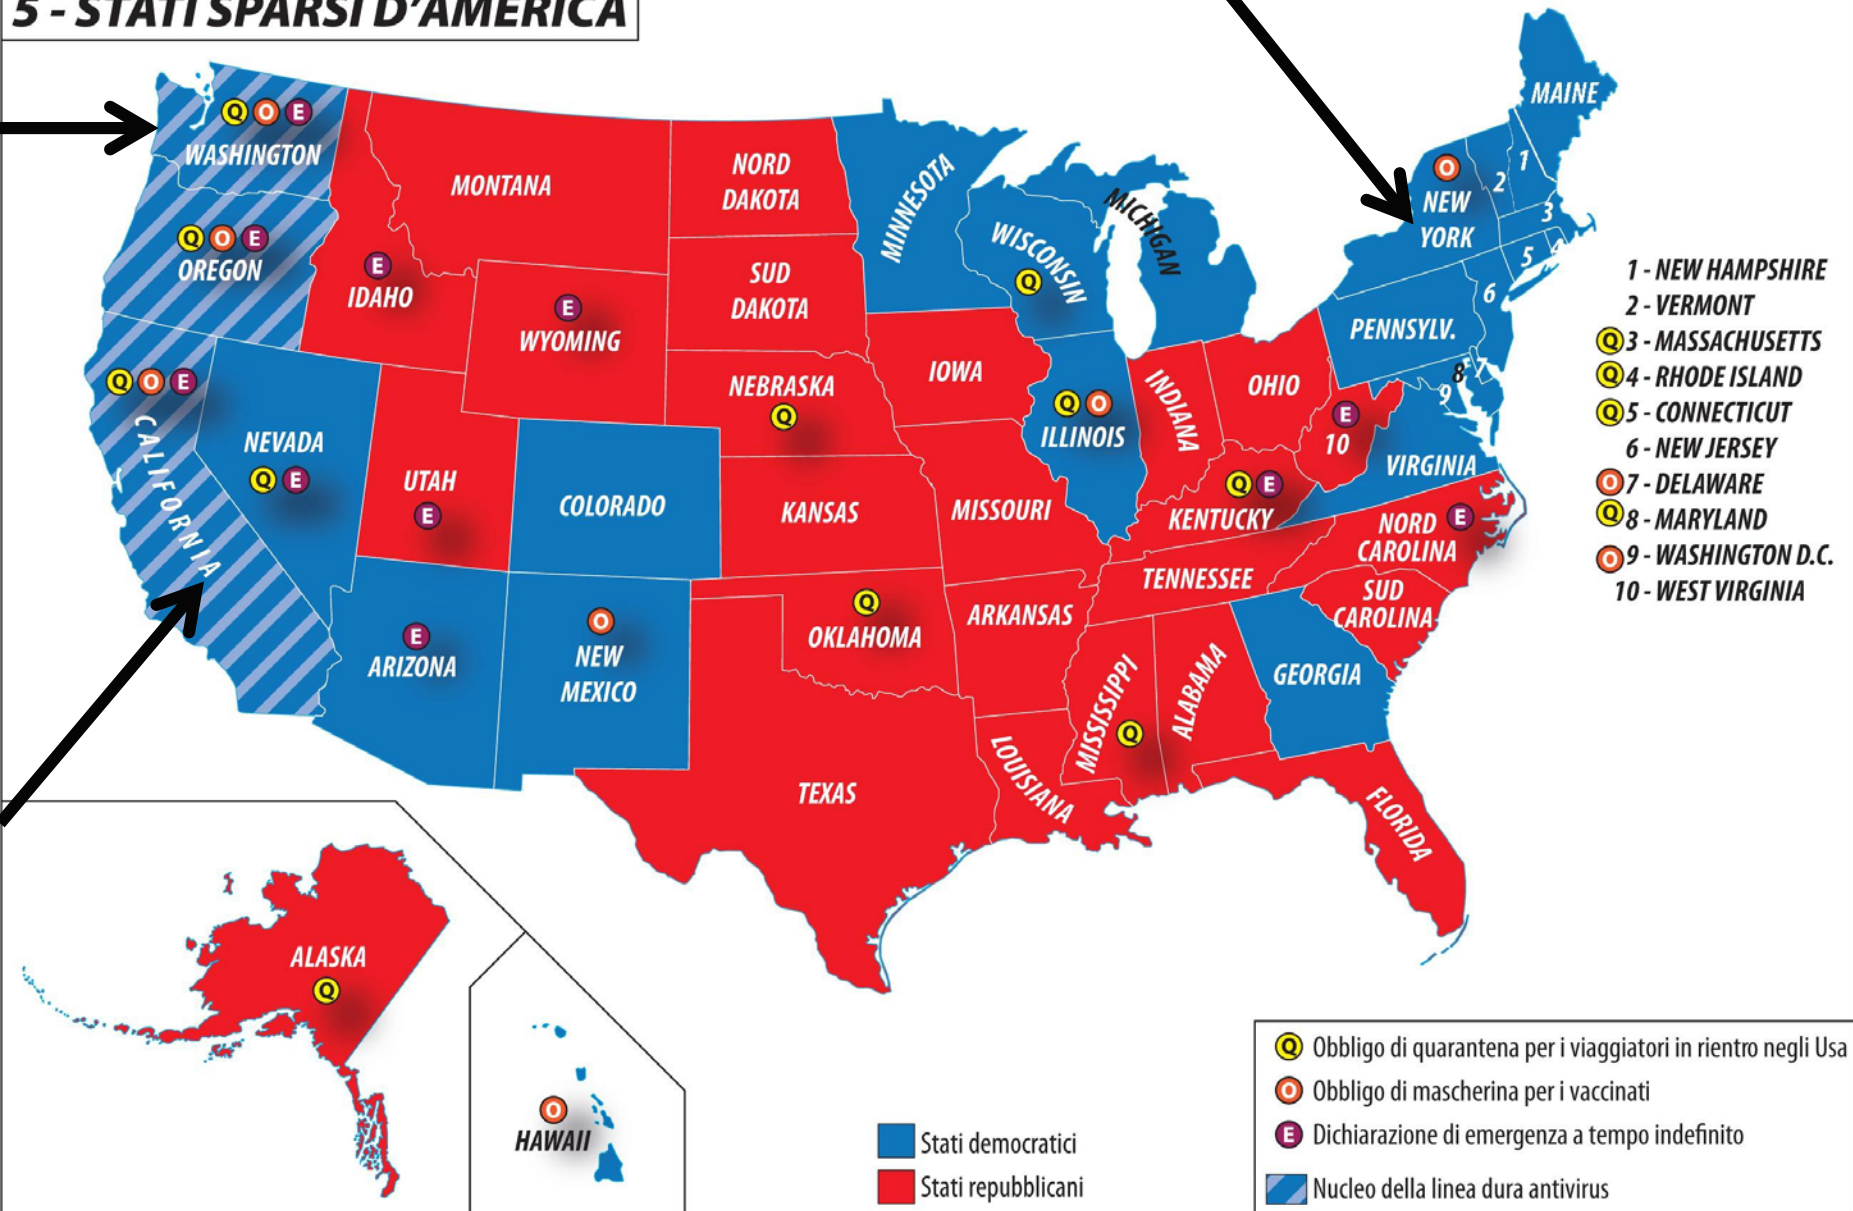 5 - STATI SPARSI D'AMERICA
Q O E
WASHINGTON
Q O E
OREGON
Q O E
CALIFORNIA
NEVADA
Q E
E
IDAHO
MONTANA
E
WYOMING
UTAH
E
COLORADO
E
ARIZONA
O
NEW
MEXICO
NORD
DAKOTA
SUD
DAKOTA
NEBRASKA
Q
KANSAS
Q
OKLAHOMA
TEXAS
MINNESOTA
IOWA
MISSOURI
ARKANSAS
LOUISIANA
WISCONSIN
Q
MICHIGAN
Q O
ILLINOIS
INDIANA
OHIO
Q E
KENTUCKY
TENNESSEE
MISSISSIPPI
Q
ALABAMA
GEORGIA
FLORIDA
SUD
CAROLINA
NORD E
CAROLINA
VIRGINIA
E
10
PENNSYLV.
O
NEW
YORK
MAINE
1
2
3
4
5
6
7
8
9
1 - NEW HAMPSHIRE
2 - VERMONT
Q 3 - MASSACHUSETTS
Q 4 - RHODE ISLAND
Q 5 - CONNECTICUT
6 - NEW JERSEY
O 7 - DELAWARE
Q 8 - MARYLAND
O 9 - WASHINGTON D.C.
10 - WEST VIRGINIA
ALASKA
Q
O
HAWAII
Stati democratici
Stati repubblicani
Q Obbligo di quarantena per i viaggiatori in rientro negli Usa
O Obbligo di mascherina per i vaccinati
E Dichiarazione di emergenza a tempo indefinito
Nucleo della linea dura antivirus